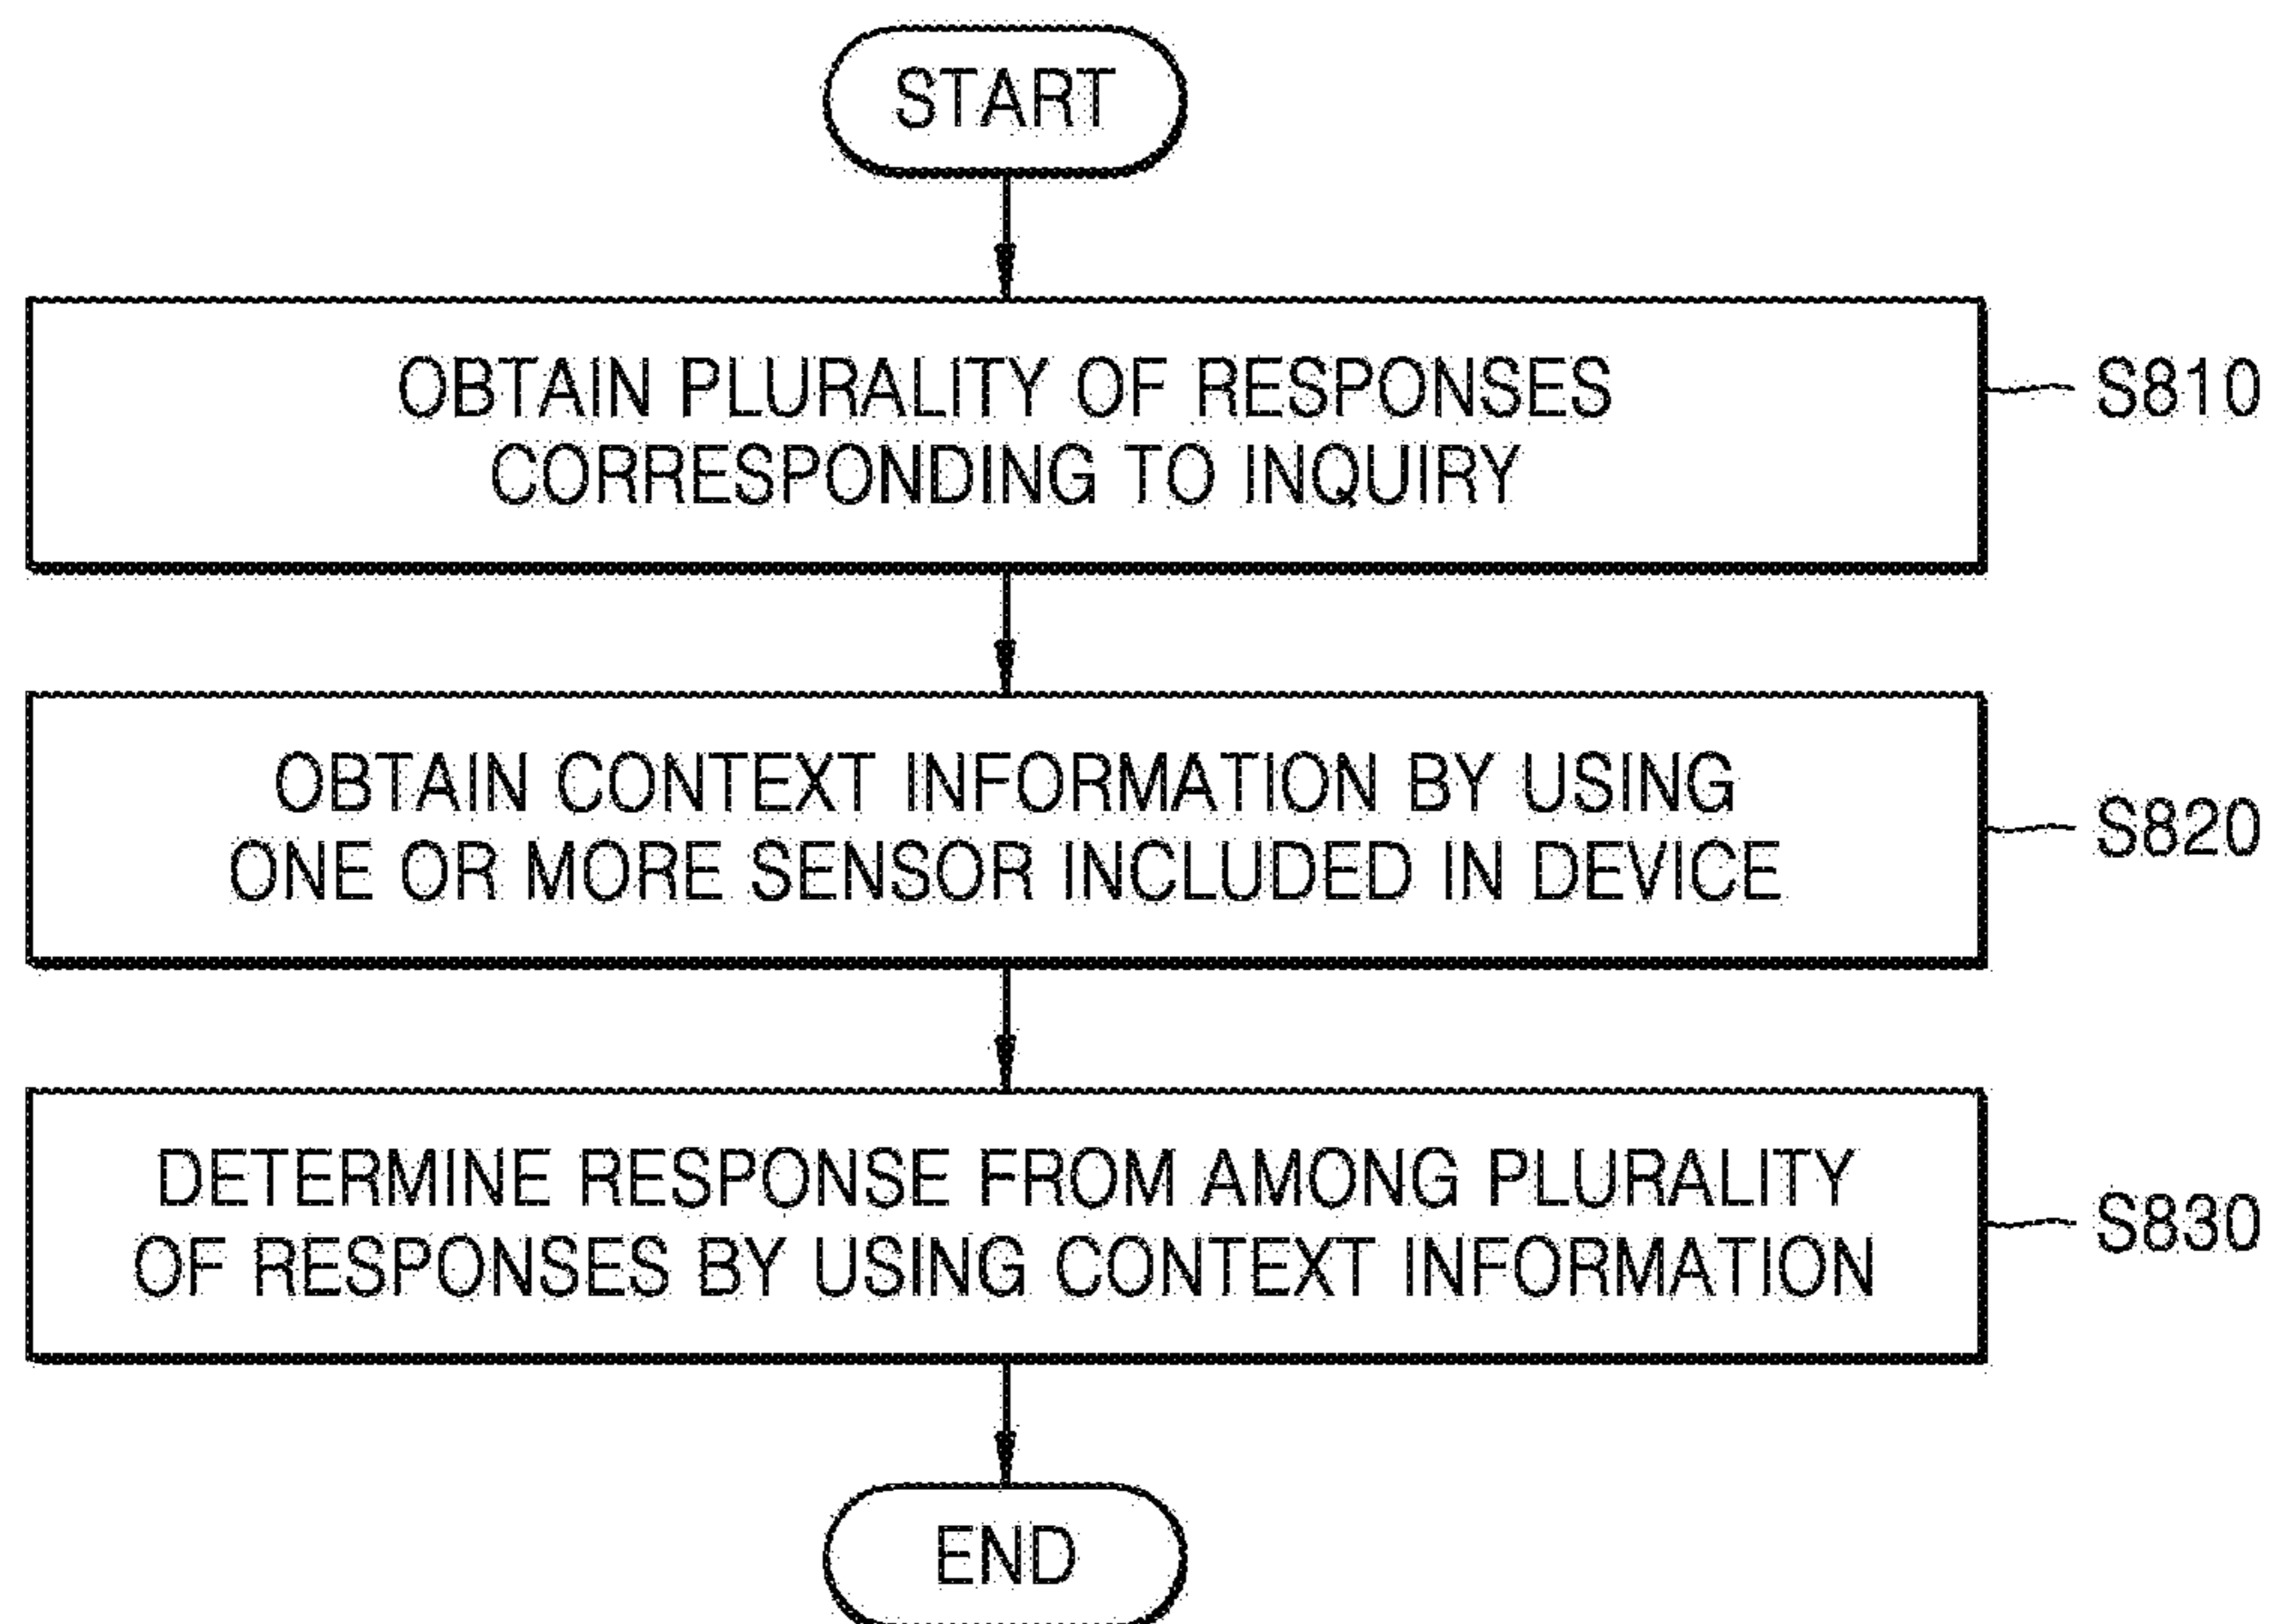 START
OBTAIN PLURALITY OF RESPONSES
CORRESPONDING TO INQUIRY
S810
OBTAIN CONTEXT INFORMATION BY USING
ONE OR MORE SENSOR INCLUDED IN DEVICE
S820
DETERMINE RESPONSE FROM AMONG PLURALITY
OF RESPONSES BY USING CONTEXT INFORMATION
S830
END